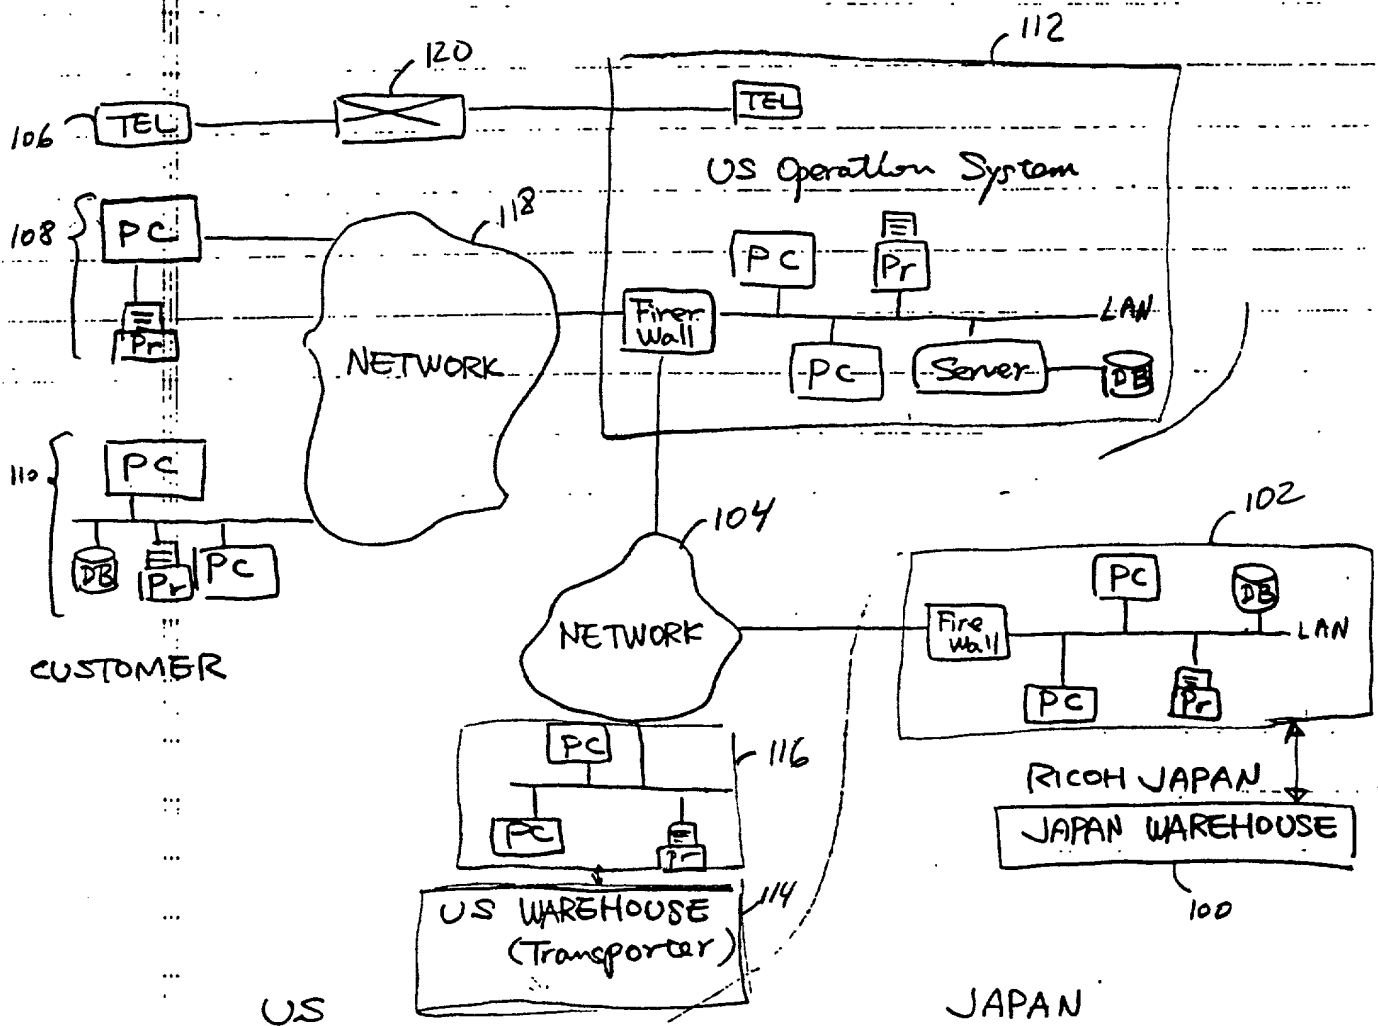 112
120
106
TEL
TEL
US Operation System
108
PC
118
PC
Pr
Firer
Wall
LAN
Pr
NETWORK
PC
Server
DB
110
PC
DB
Pr
PC
104
102
PC
DB
NETWORK
Fire
Wall
LAN
CUSTOMER
PC
Pr
PC
116
PC
Pr
RICOH JAPAN
JAPAN WAREHOUSE
100
US WAREHOUSE
(Transporter)
114
US
JAPAN